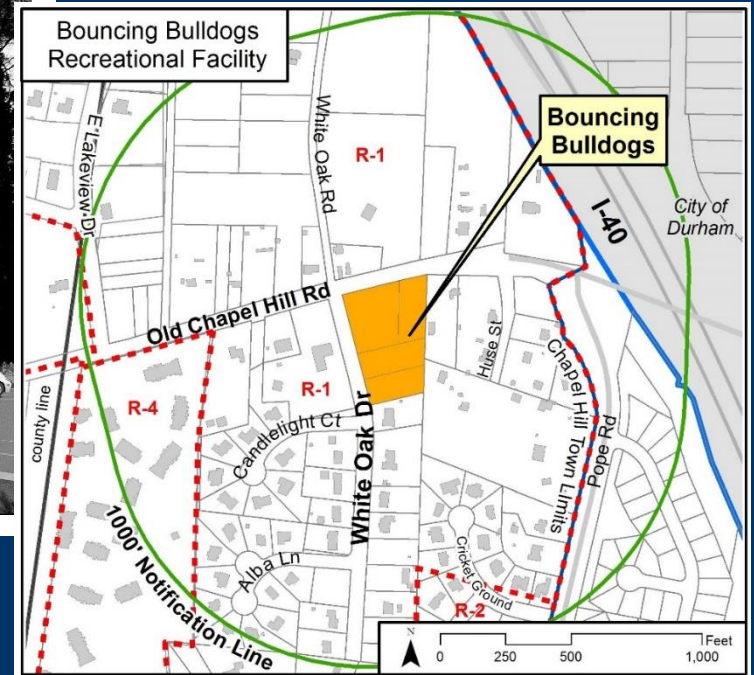 Bouncing Bulldogs
Recreational Facility
E Lakeview Dr
White Oak Rd
R-1
Bouncing
Bulldogs
I-40
City of
Durham
Old Chapel Hill Rd
county line
R-4
R-1
Candlelight Ct
White Oak Dr
Huse St
Chapel Hill Town Limits
Pope Rd
1000' Notification Line
Alba Ln
Cricket Ground
R-2
N
Feet
0 250 500 1,000